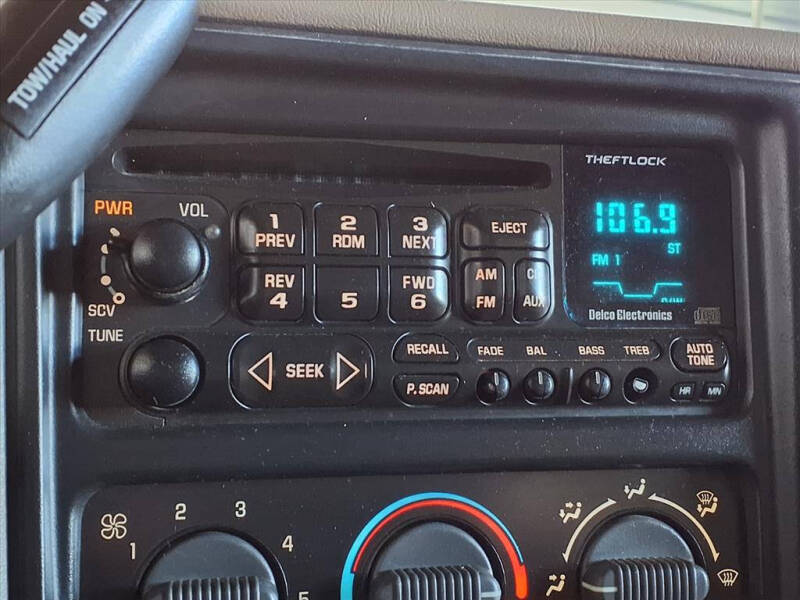 TOW/HAUL ON
THEFTLOCK
PWR
VOL
1
PREV
2
RDM
3
NEXT
EJECT
106.9
ST
FM 1
REV
4
5
FWD
6
AM
FM
AUX
SCV
Delco Electronics
TUNE
SEEK
RECALL
P.SCAN
FADE BAL BASS TREB
AUTO
TONE
HR
MN
1
2
3
4
5